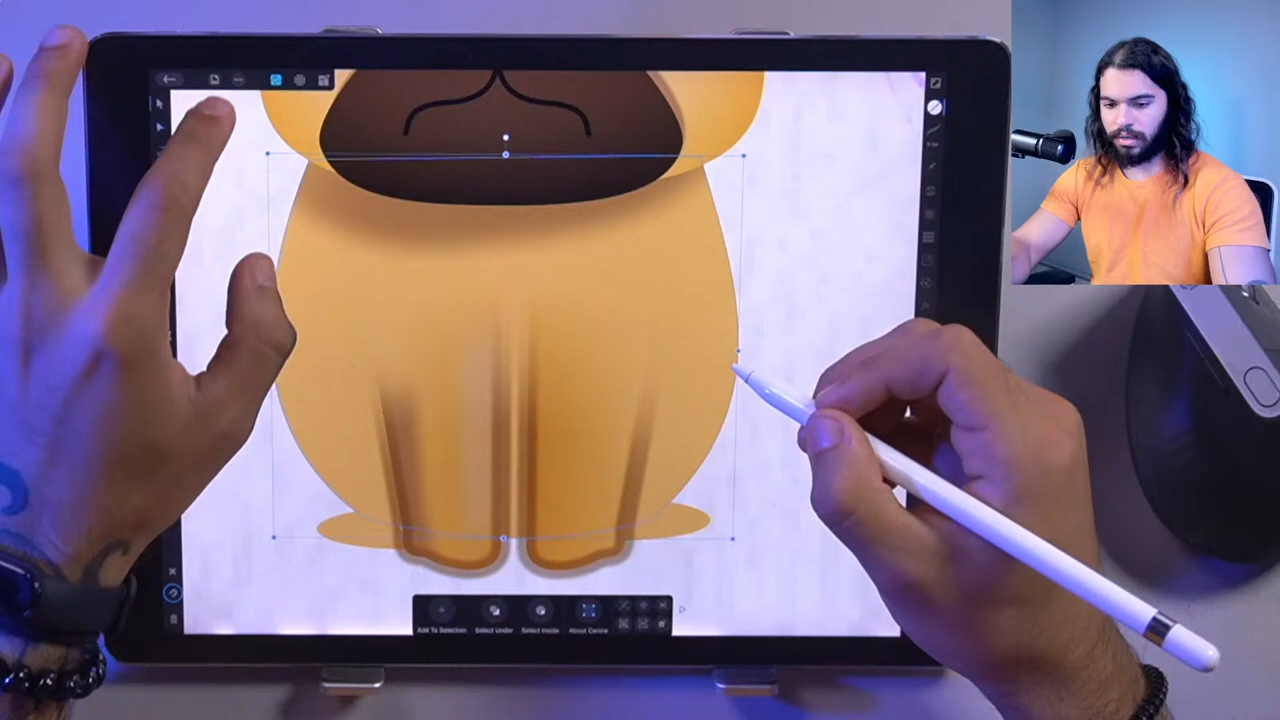 Add To Selection
Select Under
Select Inside
About Centre